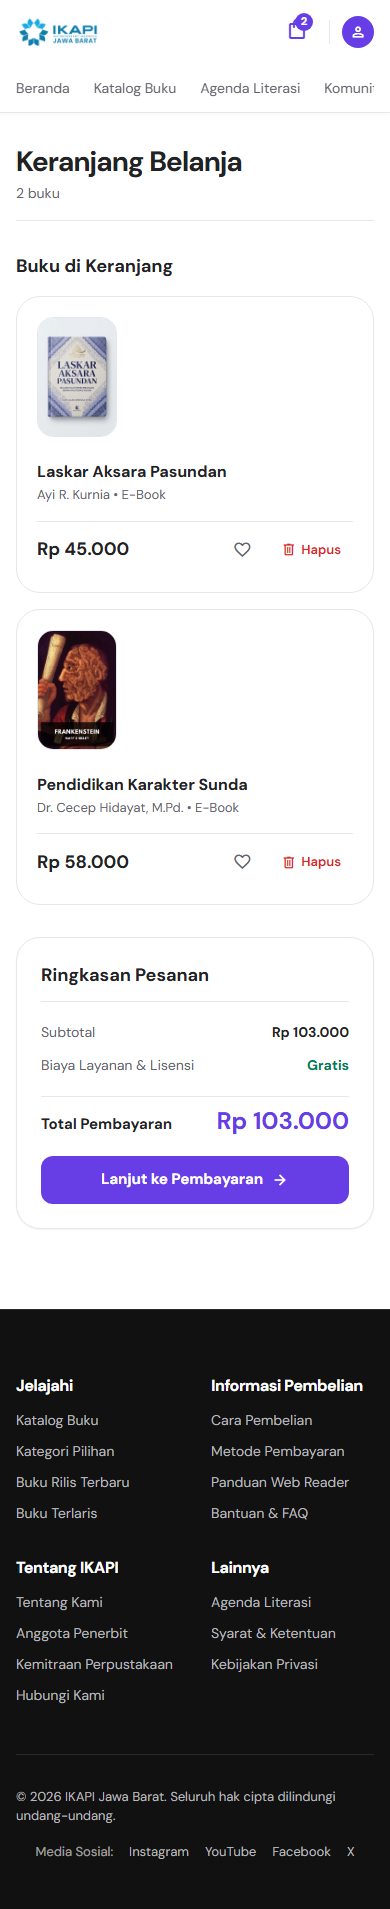 IKAPI
JAWA BARAT
2
Beranda Katalog Buku Agenda Literasi Komunit
Keranjang Belanja
2 buku
Buku di Keranjang
LASKAR
AKSARA
PASUNDAN
Laskar Aksara Pasundan
Ayi R. Kurnia • E-Book
Rp 45.000 Hapus
FRANKENSTEIN
Pendidikan Karakter Sunda
Dr. Cecep Hidayat, M.Pd. • E-Book
Rp 58.000 Hapus
Ringkasan Pesanan
Subtotal Rp 103.000
Biaya Layanan & Lisensi Gratis
Total Pembayaran Rp 103.000
Lanjut ke Pembayaran →
Jelajahi
Katalog Buku
Kategori Pilihan
Buku Rilis Terbaru
Buku Terlaris
Informasi Pembelian
Cara Pembelian
Metode Pembayaran
Panduan Web Reader
Bantuan & FAQ
Tentang IKAPI
Tentang Kami
Anggota Penerbit
Kemitraan Perpustakaan
Hubungi Kami
Lainnya
Agenda Literasi
Syarat & Ketentuan
Kebijakan Privasi
© 2026 IKAPI Jawa Barat. Seluruh hak cipta dilindungi
undang-undang.
Media Sosial: Instagram YouTube Facebook X